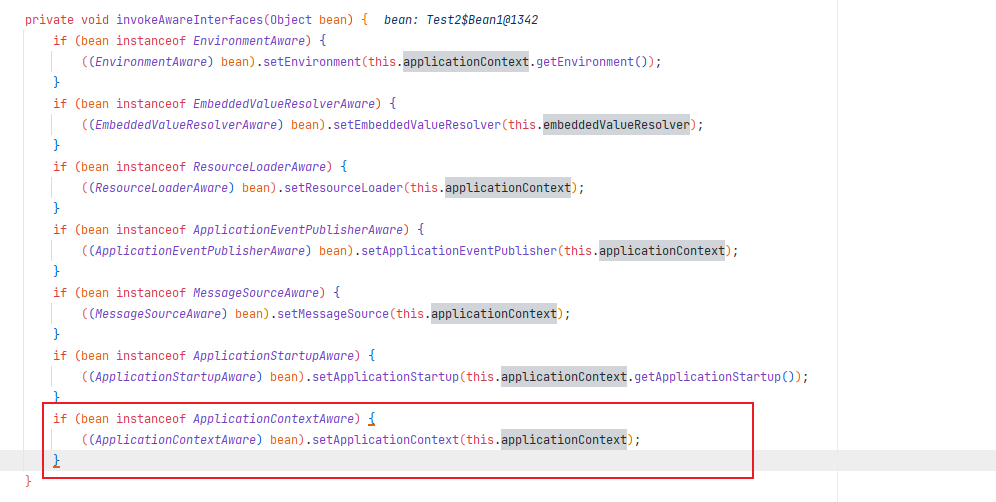 private void invokeAwareInterfaces(Object bean) {   bean: Test2$Bean1@1342
    if (bean instanceof EnvironmentAware) {
        ((EnvironmentAware) bean).setEnvironment(this.applicationContext.getEnvironment());
    }
    if (bean instanceof EmbeddedValueResolverAware) {
        ((EmbeddedValueResolverAware) bean).setEmbeddedValueResolver(this.embeddedValueResolver);
    }
    if (bean instanceof ResourceLoaderAware) {
        ((ResourceLoaderAware) bean).setResourceLoader(this.applicationContext);
    }
    if (bean instanceof ApplicationEventPublisherAware) {
        ((ApplicationEventPublisherAware) bean).setApplicationEventPublisher(this.applicationContext);
    }
    if (bean instanceof MessageSourceAware) {
        ((MessageSourceAware) bean).setMessageSource(this.applicationContext);
    }
    if (bean instanceof ApplicationStartupAware) {
        ((ApplicationStartupAware) bean).setApplicationStartup(this.applicationContext.getApplicationStartup());
    }
    if (bean instanceof ApplicationContextAware) {
        ((ApplicationContextAware) bean).setApplicationContext(this.applicationContext);
    }
}